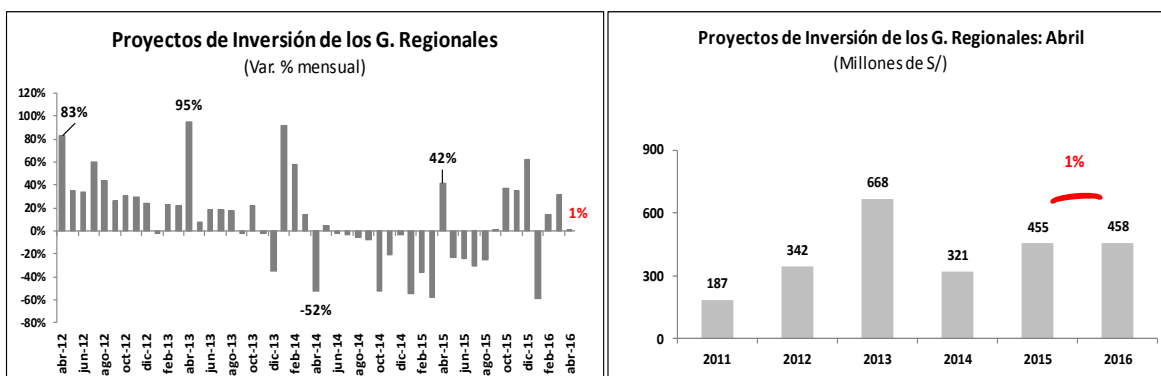 Proyectos de Inversión de los G. Regionales
(Var. % mensual)
120%
100%
80%
60%
40%
20%
0%
-20%
-40%
-60%
-80%
83%
95%
-52%
42%
1%
abr-12
jun-12
ago-12
oct-12
dic-12
feb-13
abr-13
jun-13
ago-13
oct-13
dic-13
feb-14
abr-14
jun-14
ago-14
oct-14
dic-14
feb-15
abr-15
jun-15
ago-15
oct-15
dic-15
feb-16
abr-16
Proyectos de Inversión de los G. Regionales: Abril
(Millones de S/)
900
600
300
0
187
342
668
321
455
458
1%
2011
2012
2013
2014
2015
2016